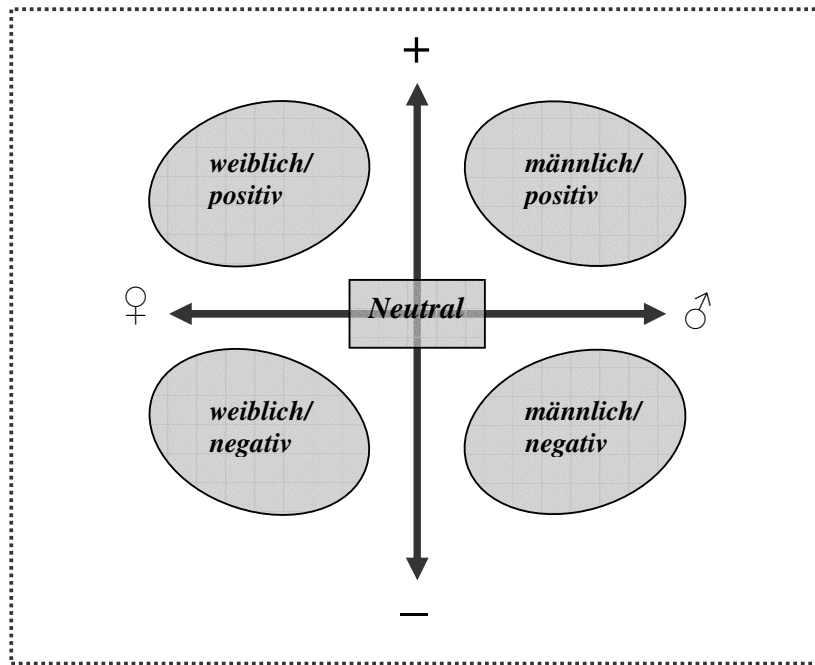 +
weiblich/
positiv
männlich/
positiv
♀
Neutral
♂
weiblich/
negativ
männlich/
negativ
–